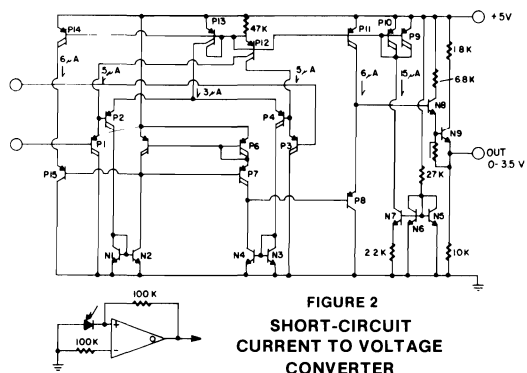 P14
P13
47K
P12
P11
P10
P9
+5V
6μA
5μA
5μA
3μA
6μA
15μA
1.8K
6.8K
P2
P4
N8
N9
P1
P6
P3
P15
P7
P8
27K
OUT
0-3.5V
N1
N2
N4
N3
N7
N6
N5
2.2K
10K
100K
100K
+
-
FIGURE 2
SHORT-CIRCUIT
CURRENT TO VOLTAGE
CONVERTER